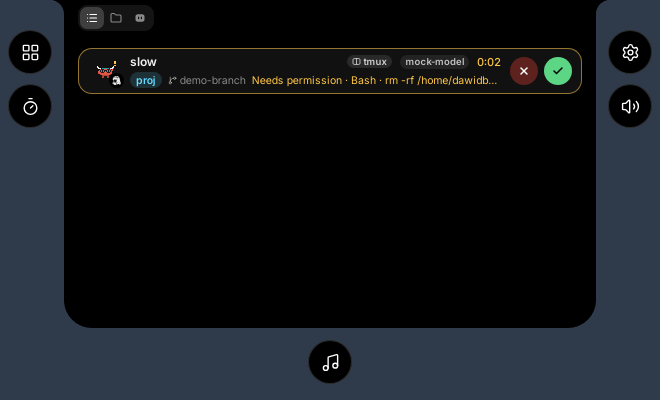 slow tmux mock-model 0:02
proj demo-branch Needs permission · Bash · rm -rf /home/dawidb...